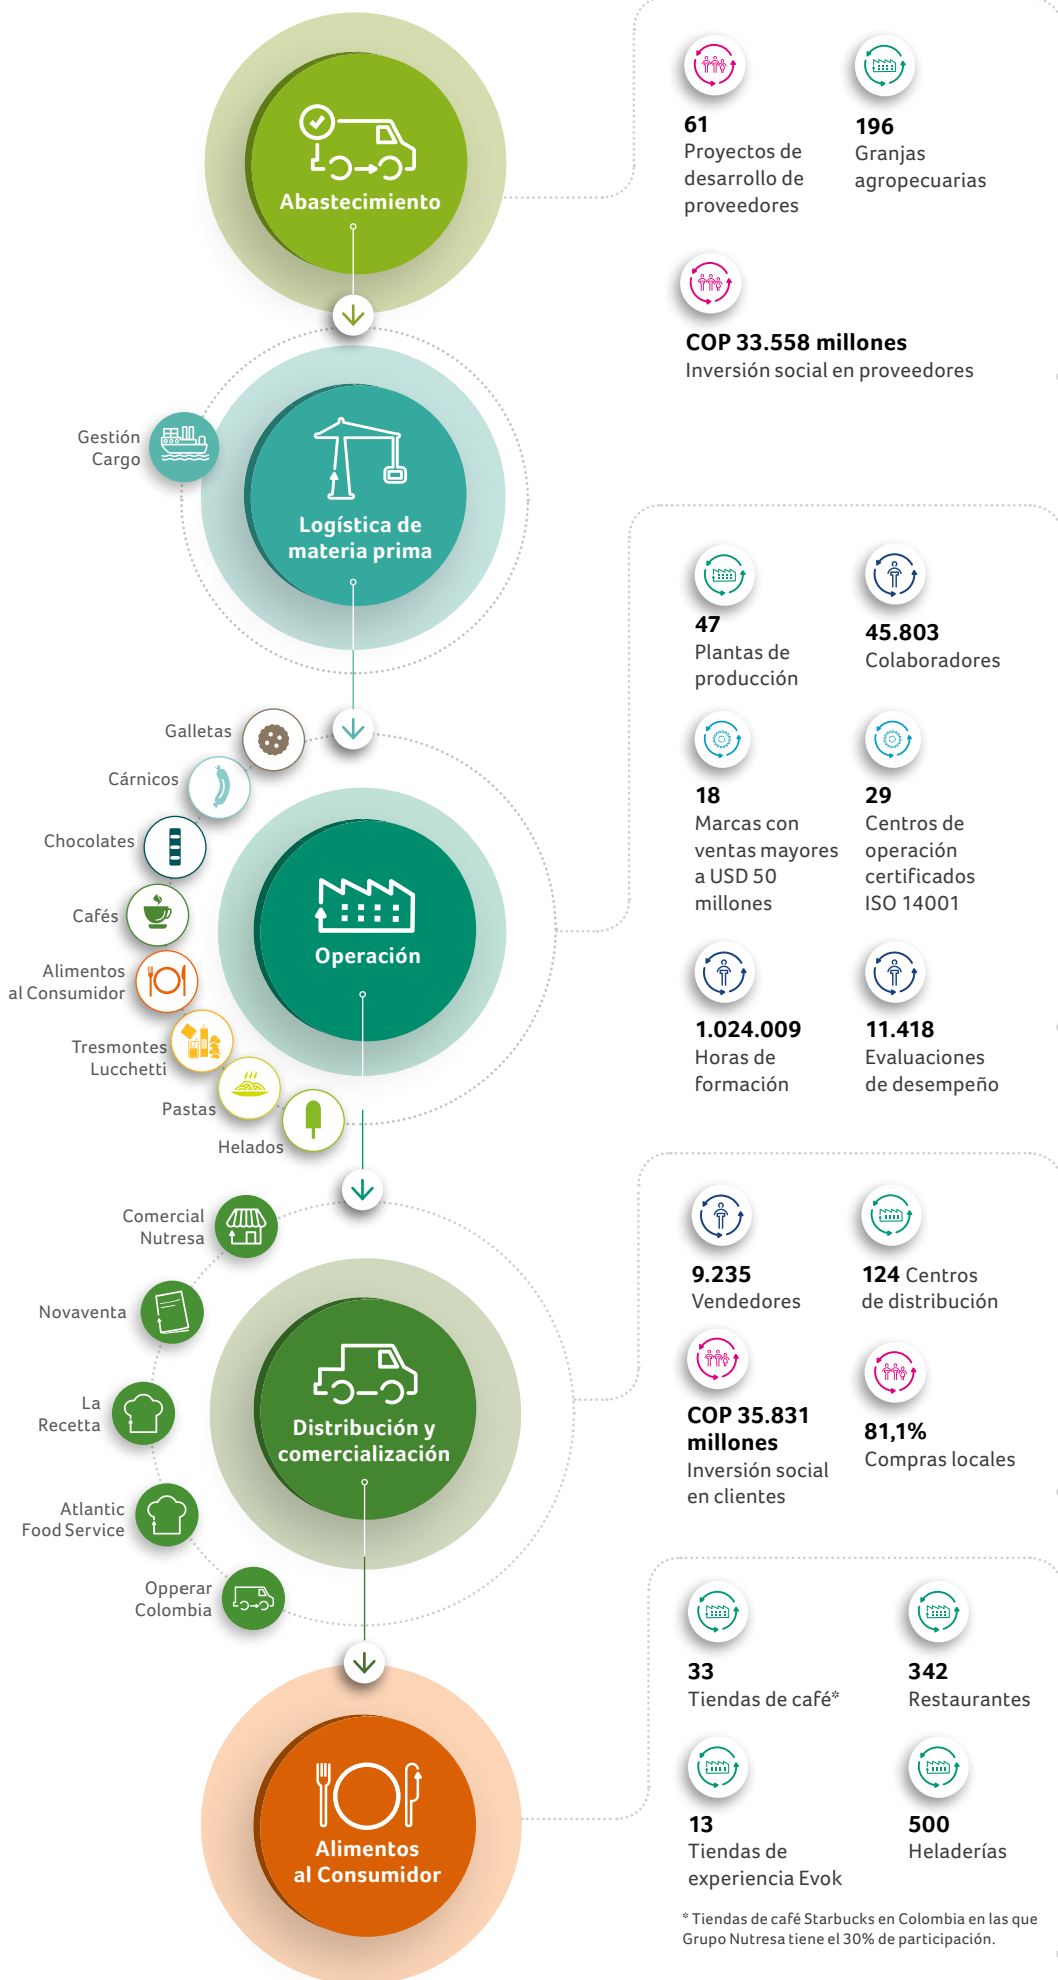 Abastecimiento
61
Proyectos de
desarrollo de
proveedores
196
Granjas
agropecuarias
COP 33.558 millones
Inversión social en proveedores
Gestión
Cargo
Logística de
materia prima
Galletas
Cárnicos
Chocolates
Cafés
Alimentos
al Consumidor
Tresmontes
Lucchetti
Pastas
Helados
Operación
47
Plantas de
producción
45.803
Colaboradores
18
Marcas con
ventas mayores
a USD 50
millones
29
Centros de
operación
certificados
ISO 14001
1.024.009
Horas de
formación
11.418
Evaluaciones
de desempeño
Comercial
Nutresa
Novaventa
La
Recetta
Atlantic
Food Service
Opperar
Colombia
Distribución y
comercialización
9.235
Vendedores
124 Centros
de distribución
COP 35.831
millones
Inversión social
en clientes
81,1%
Compras locales
Alimentos
al Consumidor
33
Tiendas de café*
342
Restaurantes
13
Tiendas de
experiencia Evok
500
Heladerías
* Tiendas de café Starbucks en Colombia en las que
Grupo Nutresa tiene el 30% de participación.